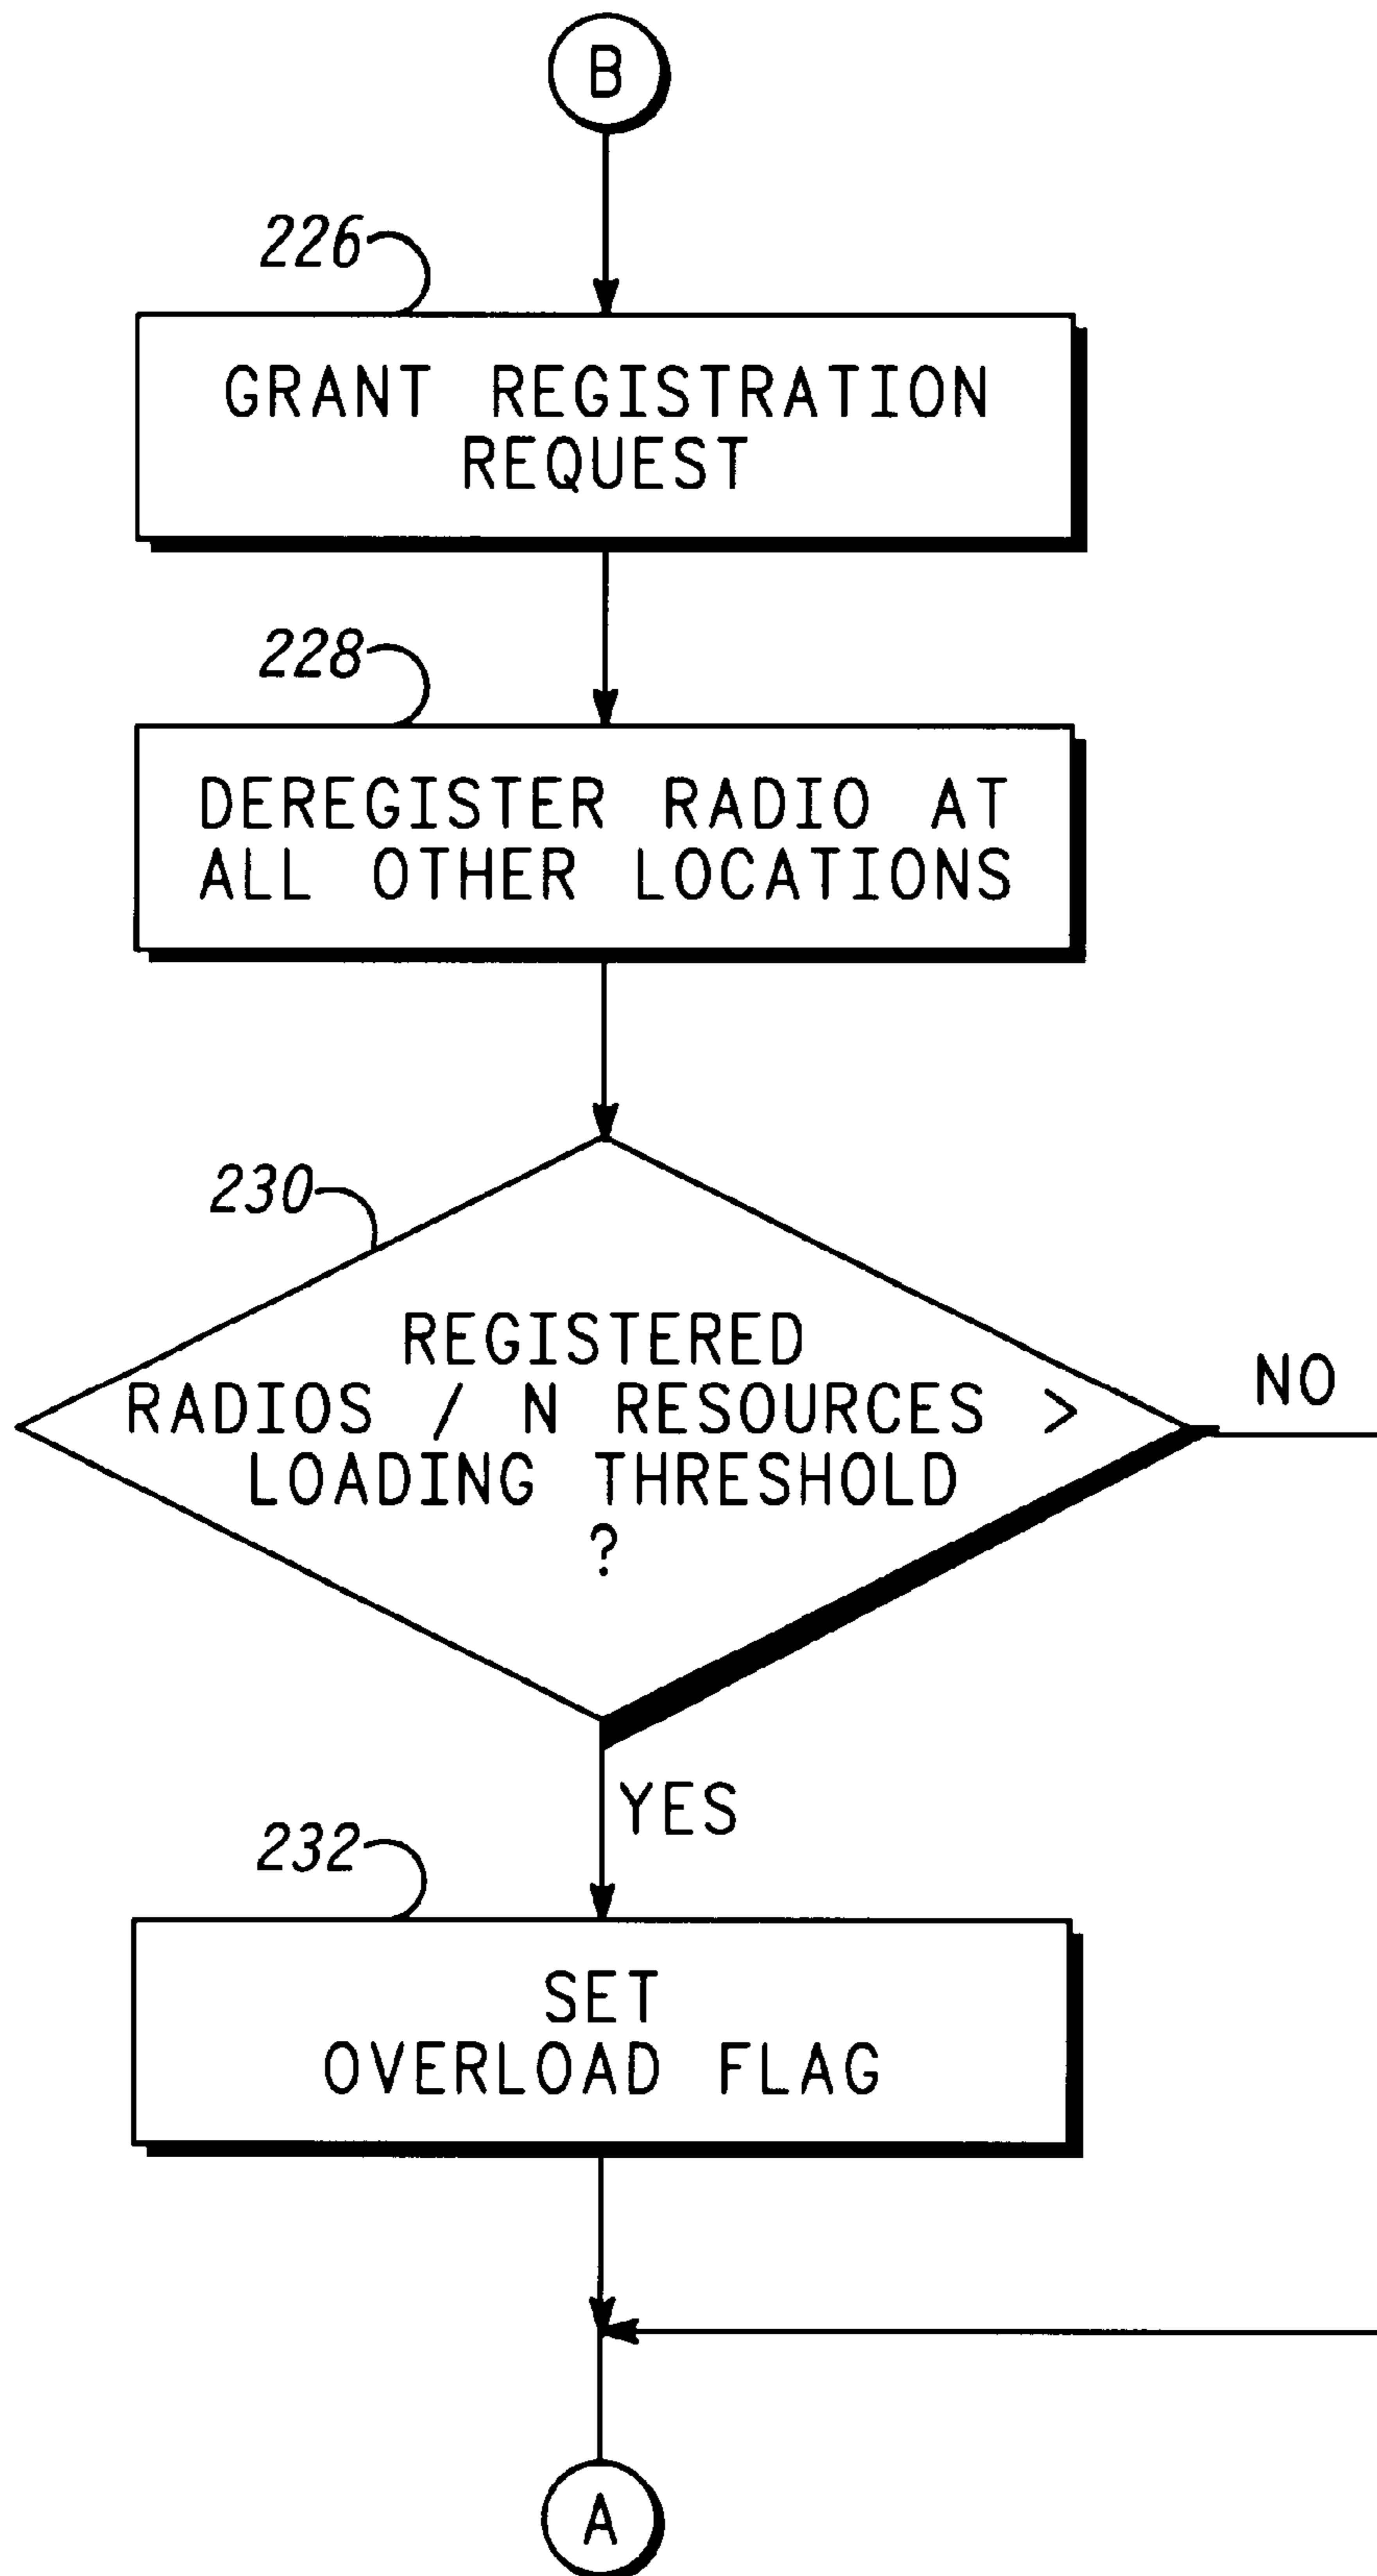 B
226
GRANT REGISTRATION
REQUEST
228
DEREGISTER RADIO AT
ALL OTHER LOCATIONS
230
REGISTERED
RADIOS / N RESOURCES >
LOADING THRESHOLD
?
NO
YES
232
SET
OVERLOAD FLAG
A